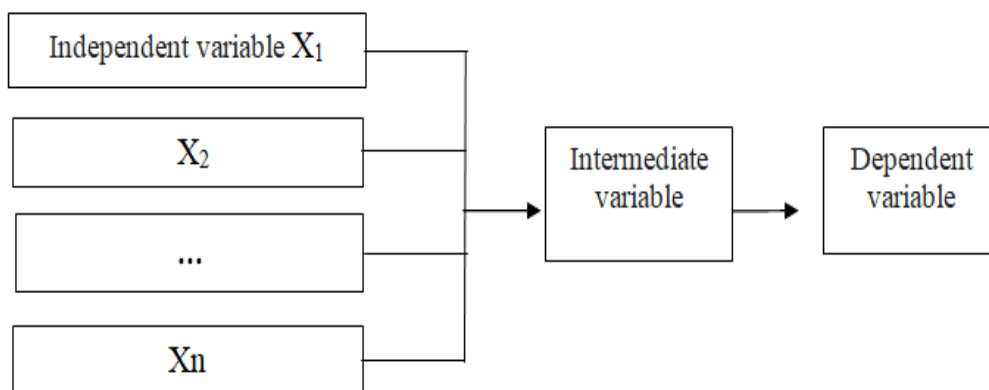 Independent variable X₁
X₂
...
Xn
Intermediate
variable
Dependent
variable